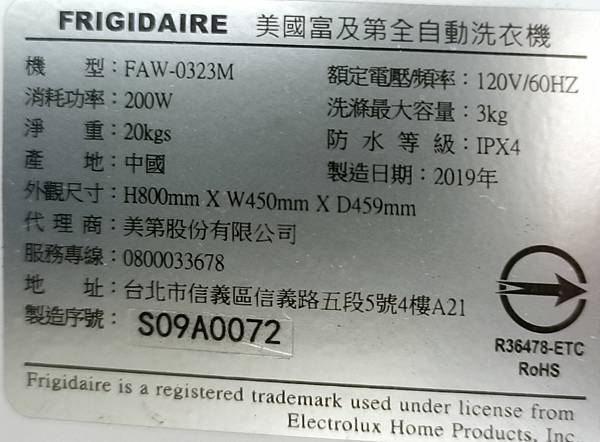 FRIGIDAIRE 美國富及第全自動洗衣機
機 型：FAW-0323M 額定電壓/頻率：120V/60HZ
消耗功率：200W 洗滌最大容量：3kg
淨 重：20kgs 防水等級：IPX4
產 地：中國 製造日期：2019年
外觀尺寸：H800mm X W450mm X D459mm
代理商：美第股份有限公司
服務專線：0800033678
地 址：台北市信義區信義路五段5號4樓A21
製造序號：S09A0072
R36478-ETC
RoHS
Frigidaire is a registered trademark used under license from
Electrolux Home Products, Inc.